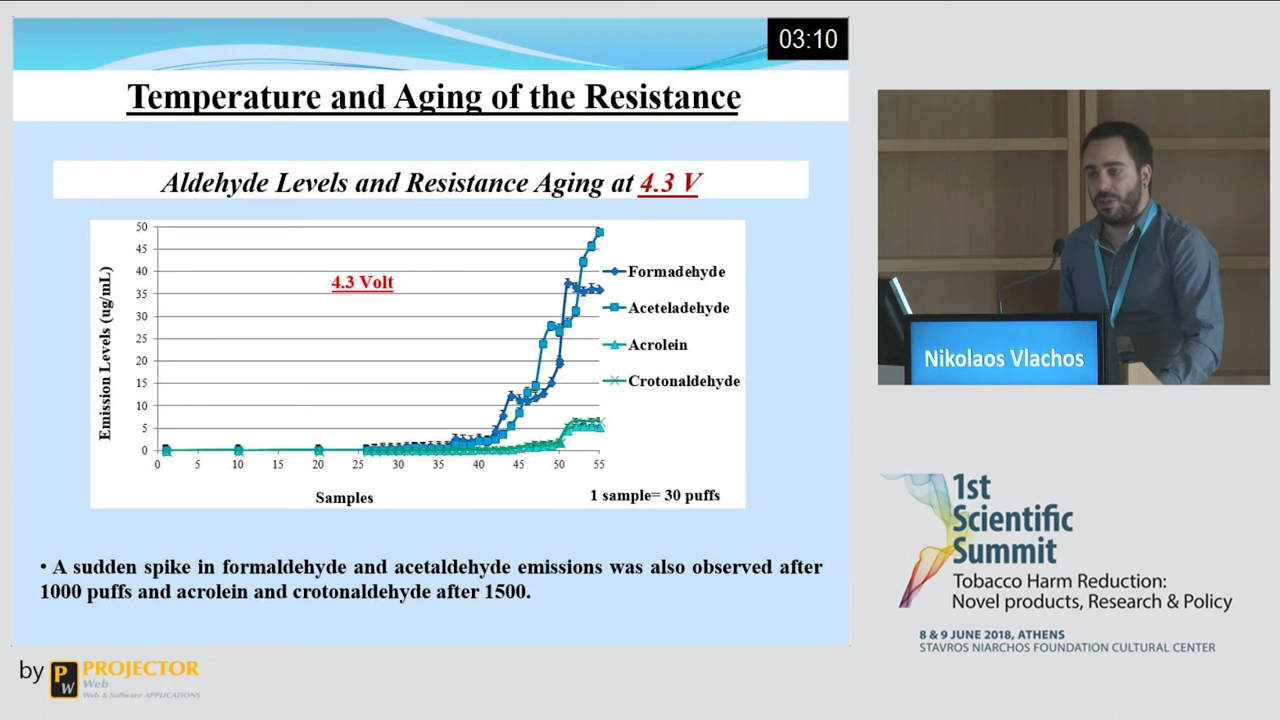 03:10
Temperature and Aging of the Resistance
Aldehyde Levels and Resistance Aging at 4.3 V
50
45
40
35
30
25
20
15
10
5
0
Emission Levels (ug/mL)
4.3 Volt
Formadehyde
Aceteladehyde
Acrolein
Crotonaldehyde
0 5 10 15 20 25 30 35 40 45 50 55
Samples
1 sample= 30 puffs
• A sudden spike in formaldehyde and acetaldehyde emissions was also observed after
1000 puffs and acrolein and crotonaldehyde after 1500.
Nikolaos Vlachos
1st
Scientific
Summit
Tobacco Harm Reduction:
Novel products, Research & Policy
8 & 9 JUNE 2018, ATHENS
STAVROS NIARCHOS FOUNDATION CULTURAL CENTER
by PW PROJECTOR
Web
Web & Software APPLICATIONS